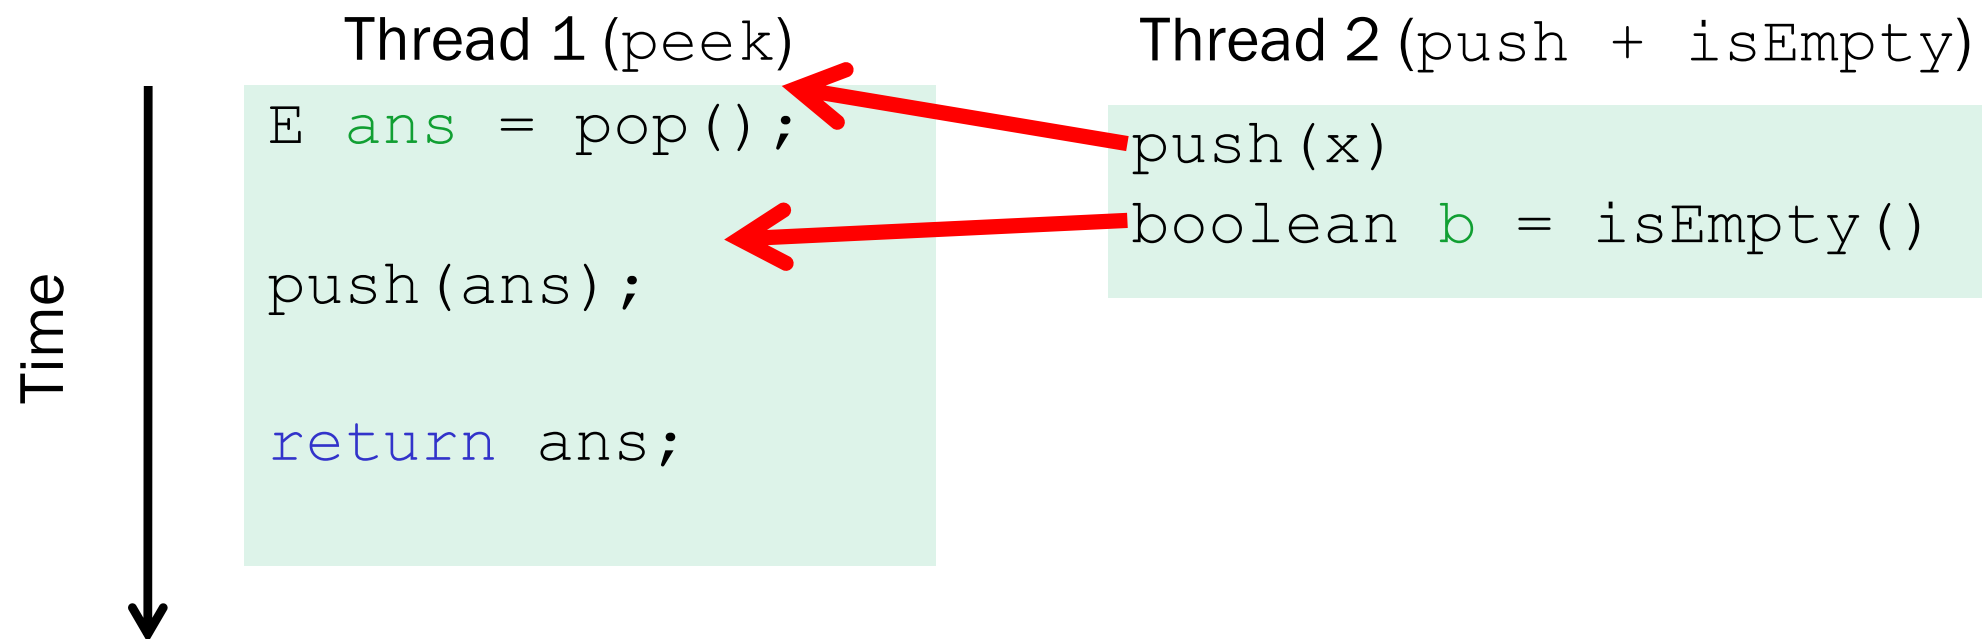 Thread 1 (peek)
E ans = pop();
push(ans);
return ans;
Thread 2 (push + isEmpty)
push(x)
boolean b = isEmpty()
Time